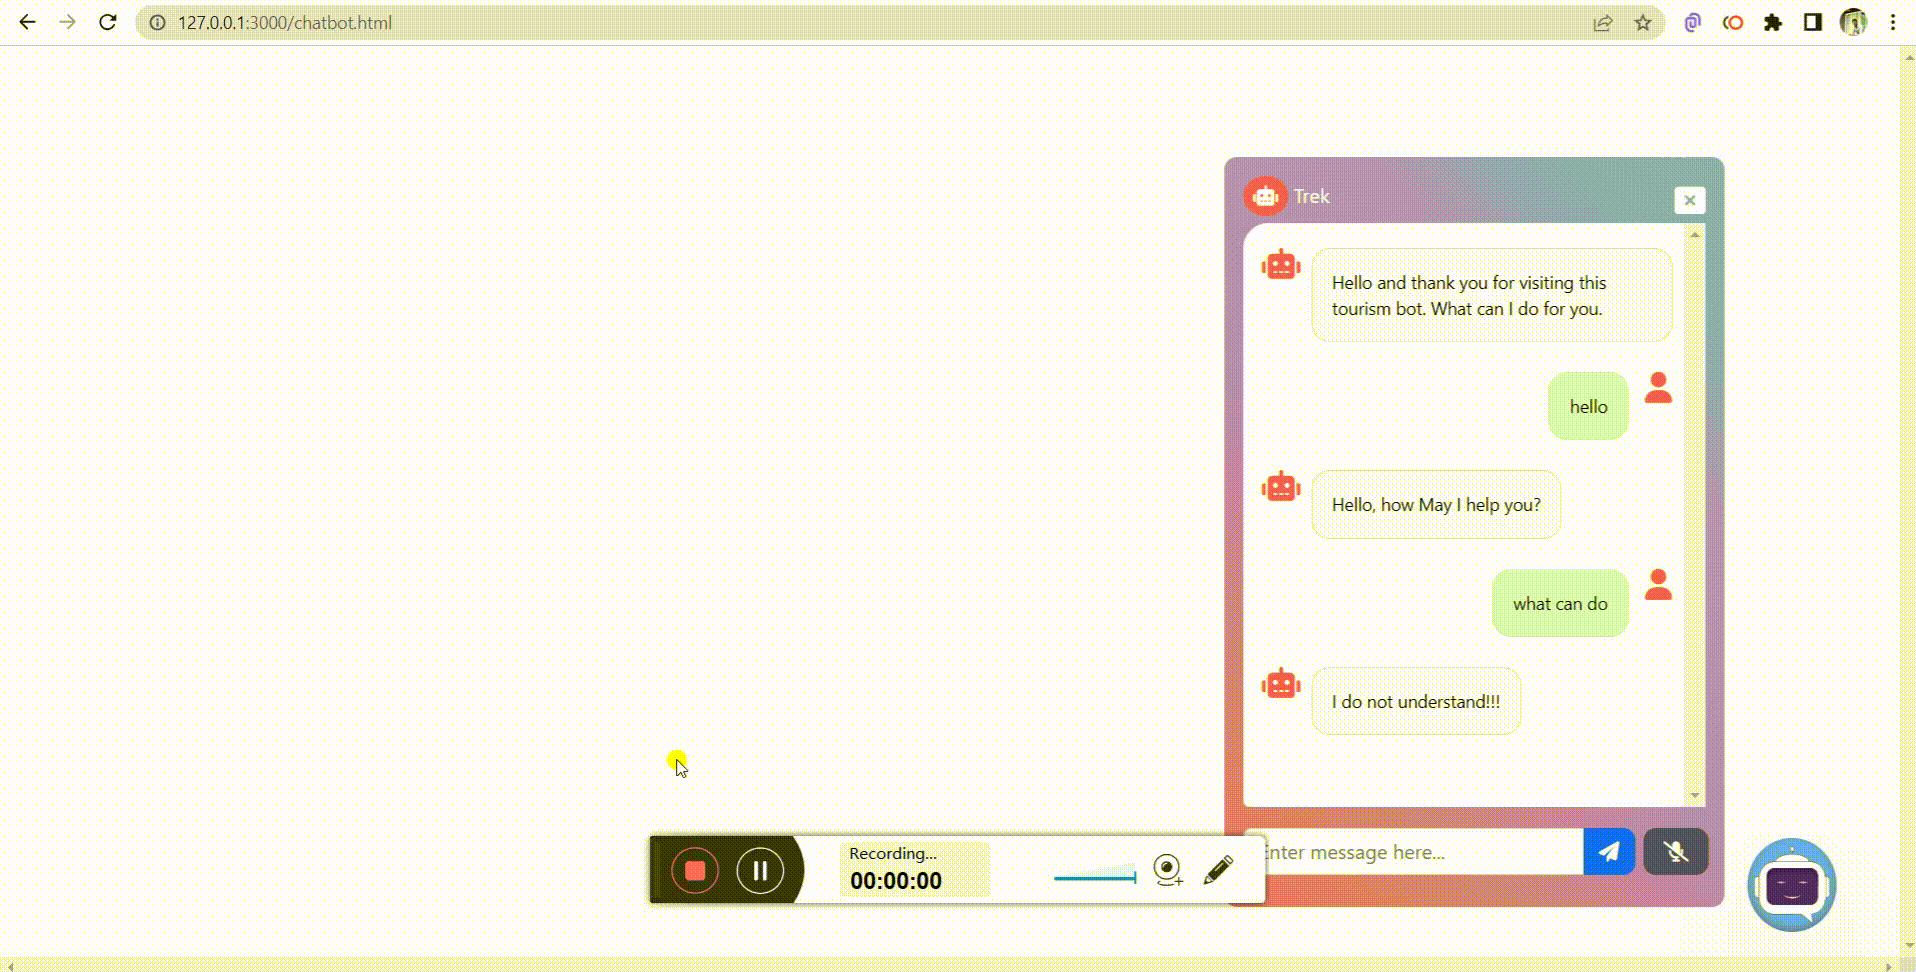 127.0.0.1:3000/chatbot.html
Trek
Hello and thank you for visiting this
tourism bot. What can I do for you.
hello
Hello, how May I help you?
what can do
I do not understand!!!
Recording...
00:00:00
Enter message here...